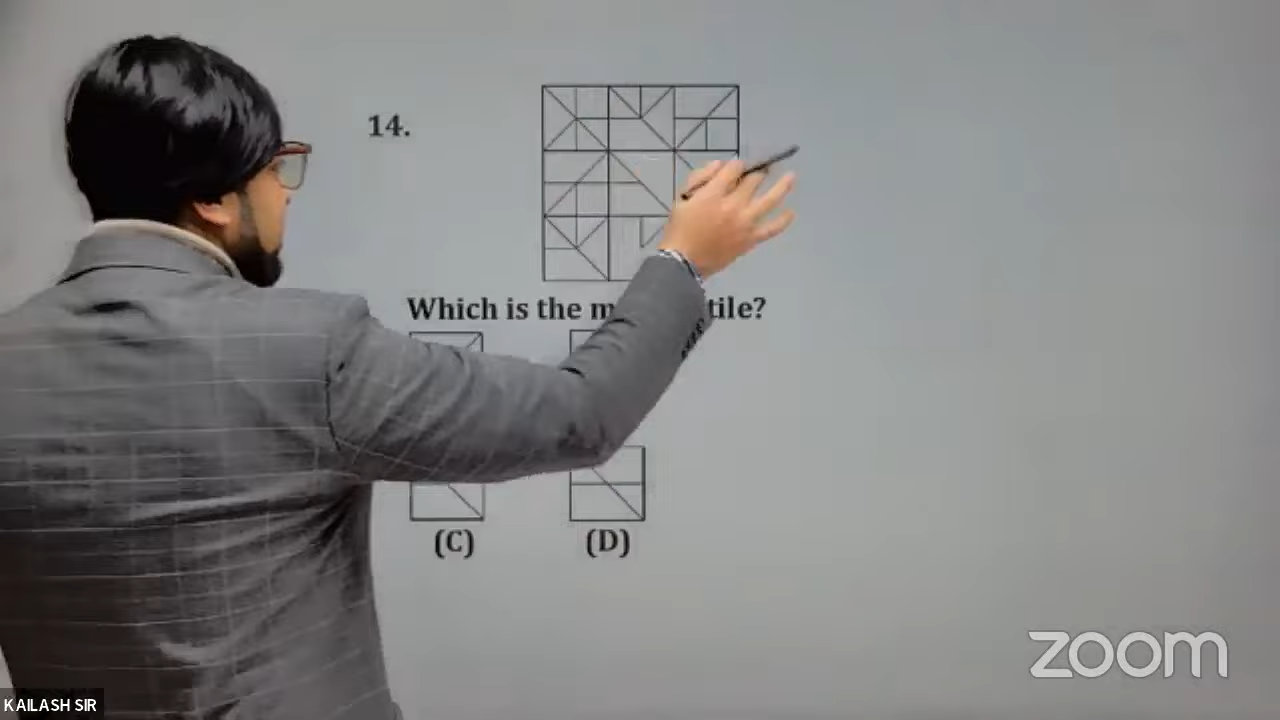 14.
Which is the m tile?
(C) (D)
zoom
KAILASH SIR